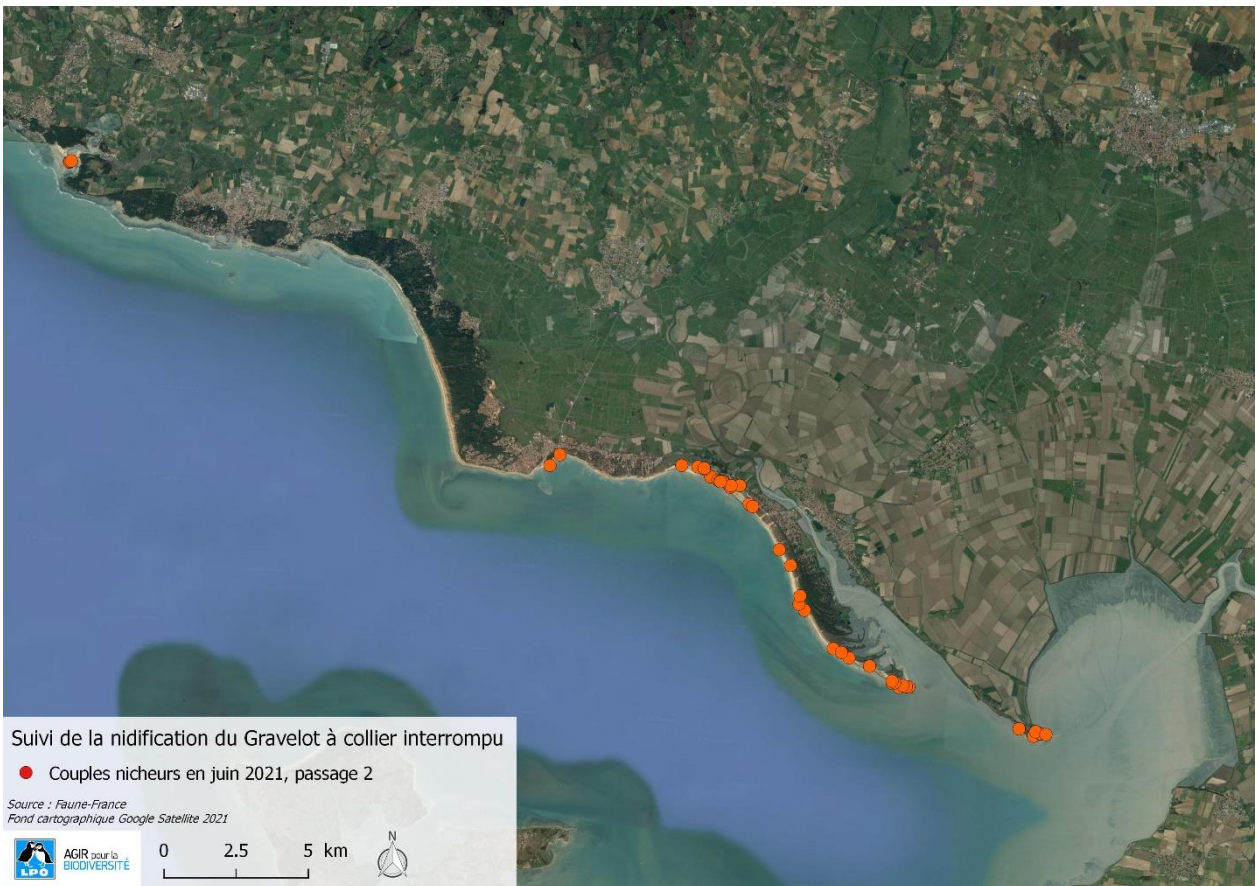 Suivi de la nidification du Gravelot à collier interrompu
Couples nicheurs en juin 2021, passage 2
Source : Faune-France
Fond cartographique Google Satellite 2021
LPO
AGIR pour la
BIODIVERSITÉ
0 2.5 5 km
N